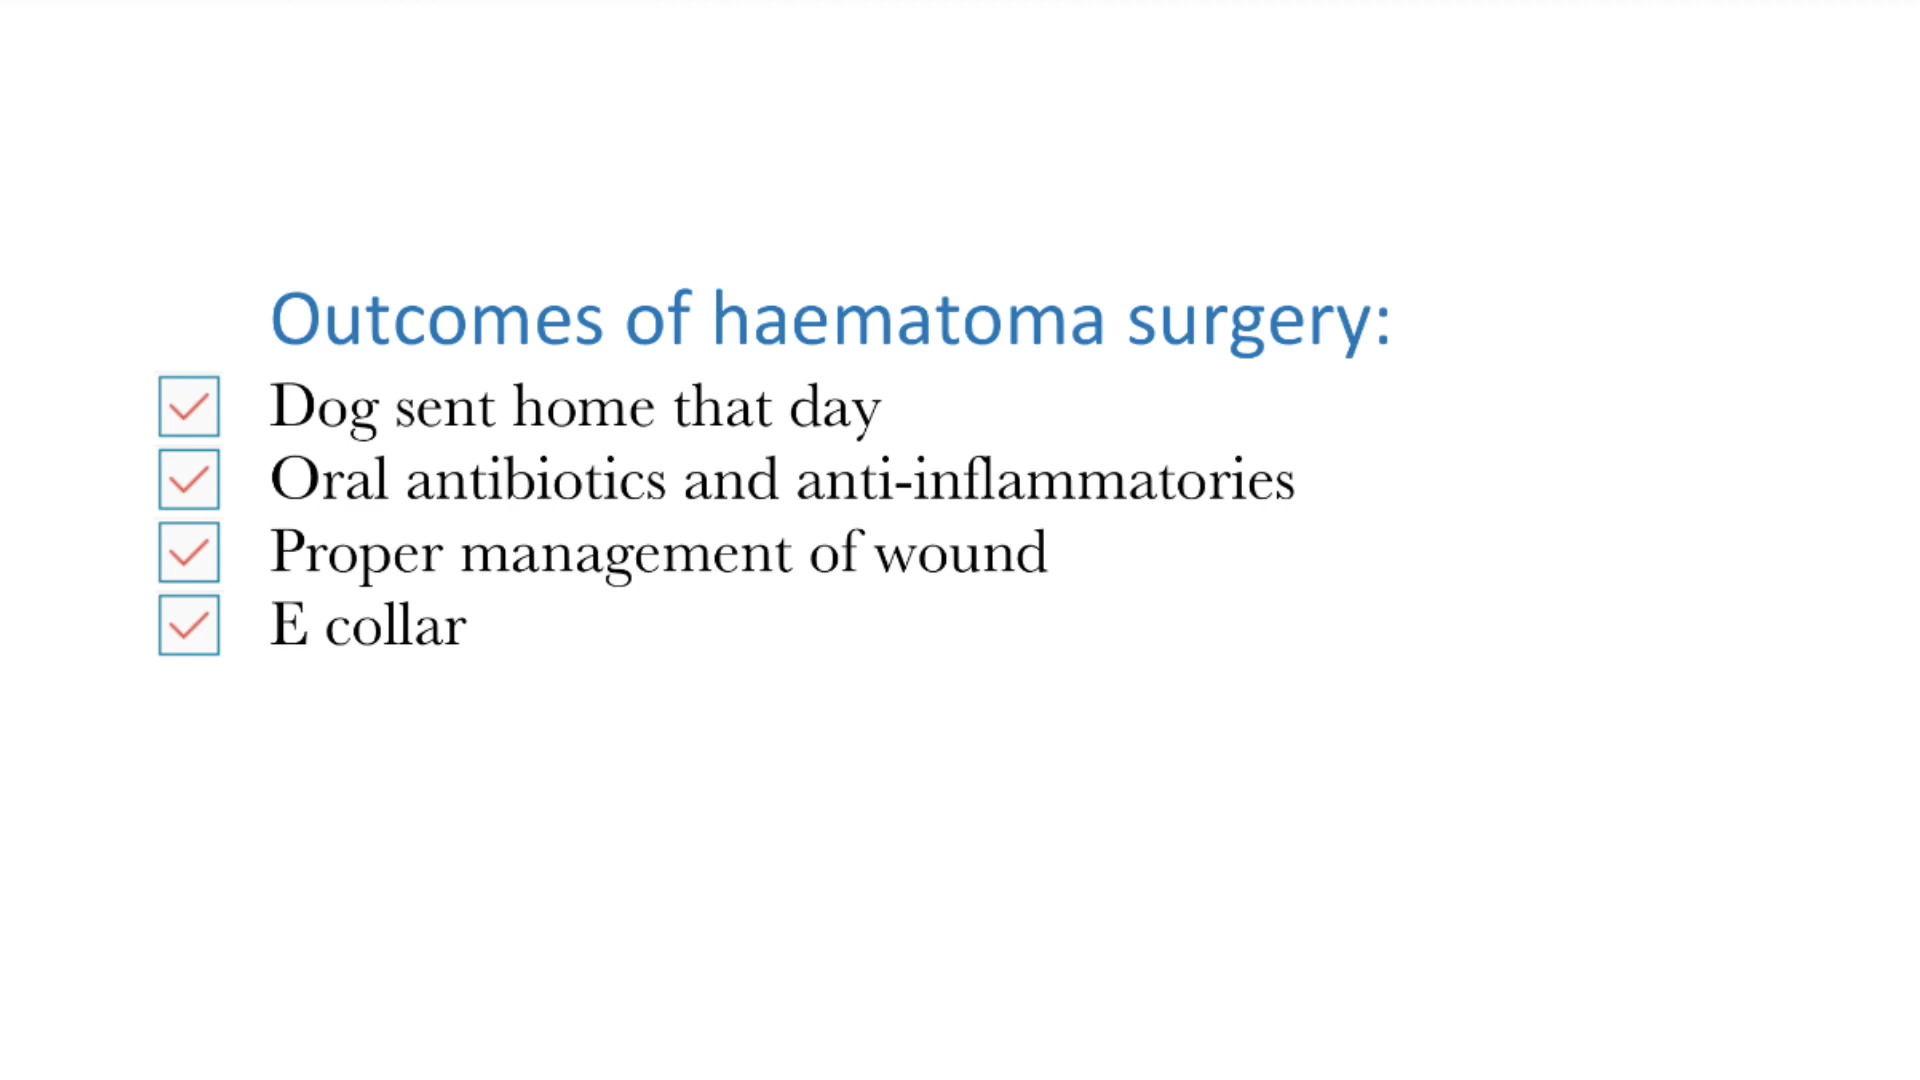 Outcomes of haematoma surgery:
Dog sent home that day
Oral antibiotics and anti-inflammatories
Proper management of wound
E collar